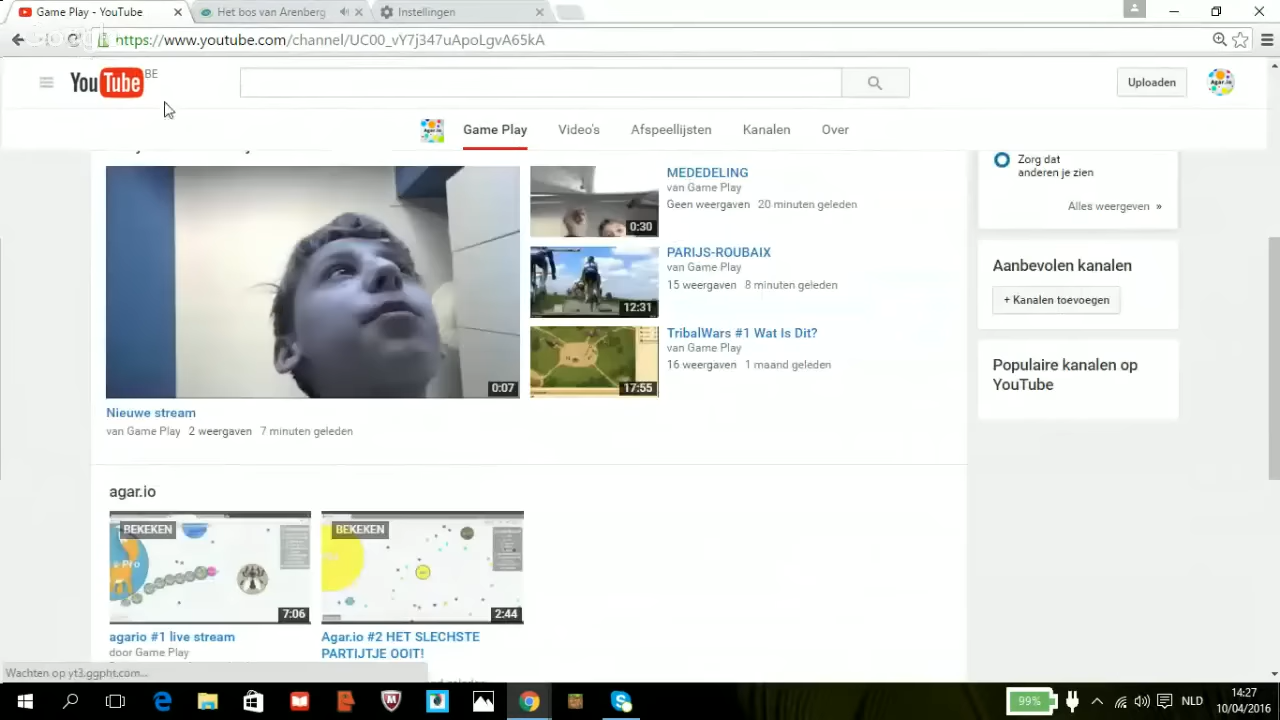 Game Play - YouTube
Het bos van Arenberg
Instellingen
https://www.youtube.com/channel/UC00_vY7j347uApoLgvA65kA
YouTube BE
Uploaden
Agar.io
Game Play
Video's
Afspeellijsten
Kanalen
Over
Zorg dat
anderen je zien
Alles weergeven »
0:07
Nieuwe stream
van Game Play 2 weergaven 7 minuten geleden
MEDEDELING
van Game Play
Geen weergaven 20 minuten geleden
0:30
PARIJS-ROUBAIX
van Game Play
15 weergaven 8 minuten geleden
12:31
TribalWars #1 Wat Is Dit?
van Game Play
16 weergaven 1 maand geleden
17:55
Aanbevolen kanalen
+ Kanalen toevoegen
Populaire kanalen op
YouTube
agar.io
BEKEKEN
Pro
7:06
agario #1 live stream
door Game Play
BEKEKEN
2:44
Agar.io #2 HET SLECHSTE
PARTIJTJE OOIT!
Wachten op yt3.ggpht.com...
99%
NLD
14:27
10/04/2016